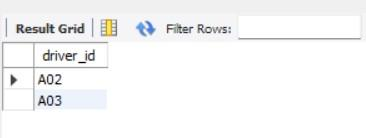 Result Grid Filter Rows:
driver_id
A02
A03